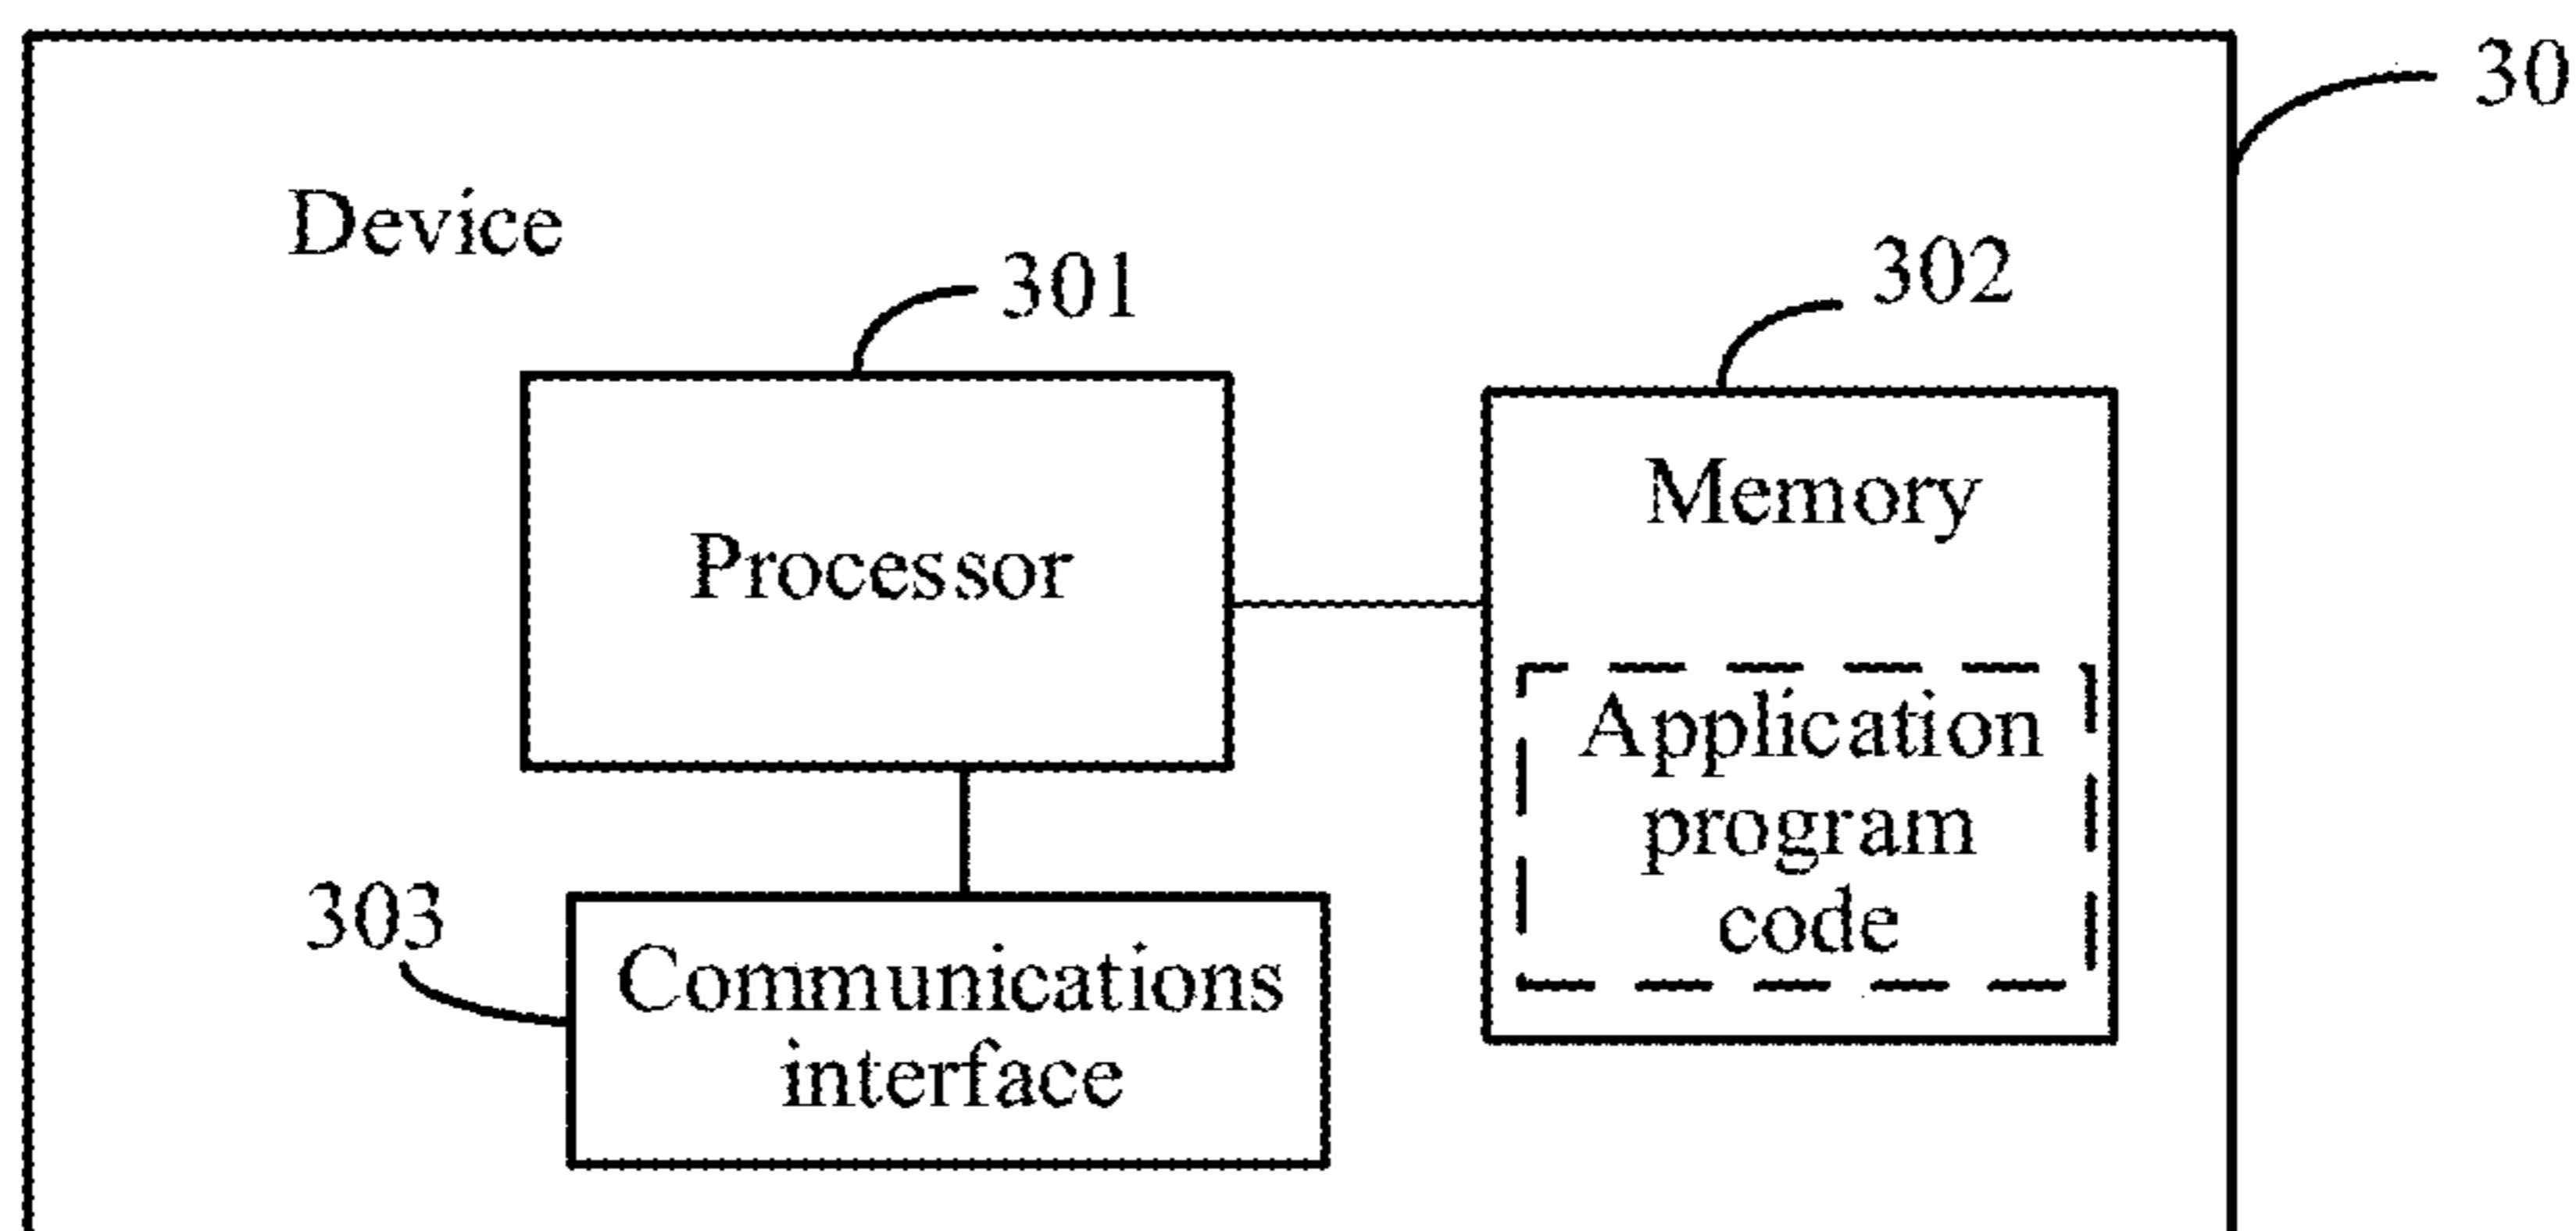 30
Device
301
302
Processor
Memory
Application
program
code
303
Communications
interface